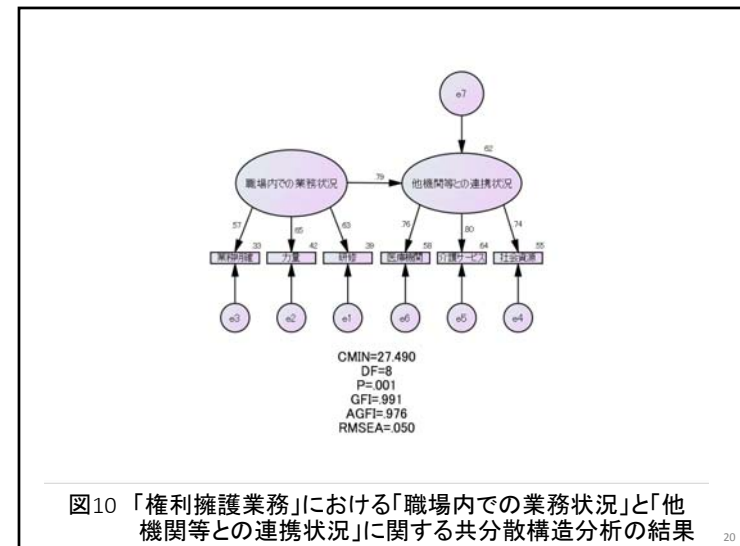 e7
62
職場内での業務状況
79
他機関等との連携状況
57
65
63
76
80
74
33
42
39
58
64
55
業務明確
力量
研修
医療機関
介護サービス
社会資源
e3
e2
e1
e6
e5
e4
CMIN=27.490
DF=8
P=.001
GFI=.991
AGFI=.976
RMSEA=.050
図10 「権利擁護業務」における「職場内での業務状況」と「他
機関等との連携状況」に関する共分散構造分析の結果
20